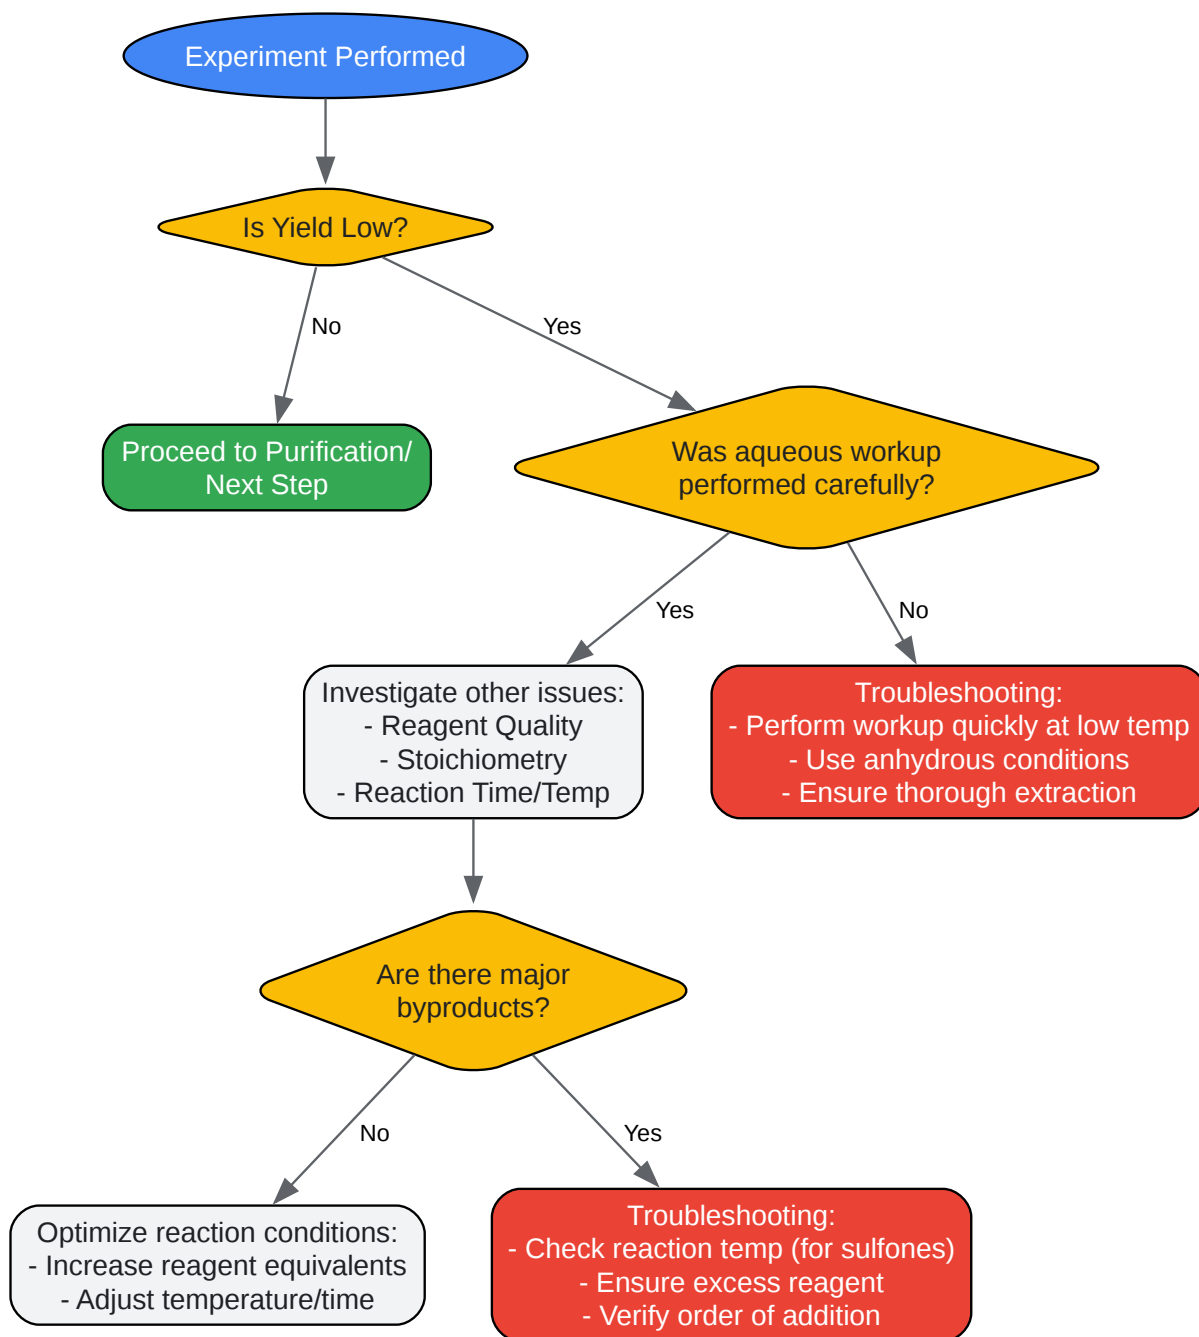 Experiment Performed
Is Yield Low?
No
Yes
Proceed to Purification/
Next Step
Was aqueous workup
performed carefully?
Yes
No
Investigate other issues:
- Reagent Quality
- Stoichiometry
- Reaction Time/Temp
Troubleshooting:
- Perform workup quickly at low temp
- Use anhydrous conditions
- Ensure thorough extraction
Are there major
byproducts?
No
Yes
Optimize reaction conditions:
- Increase reagent equivalents
- Adjust temperature/time
Troubleshooting:
- Check reaction temp (for sulfones)
- Ensure excess reagent
- Verify order of addition